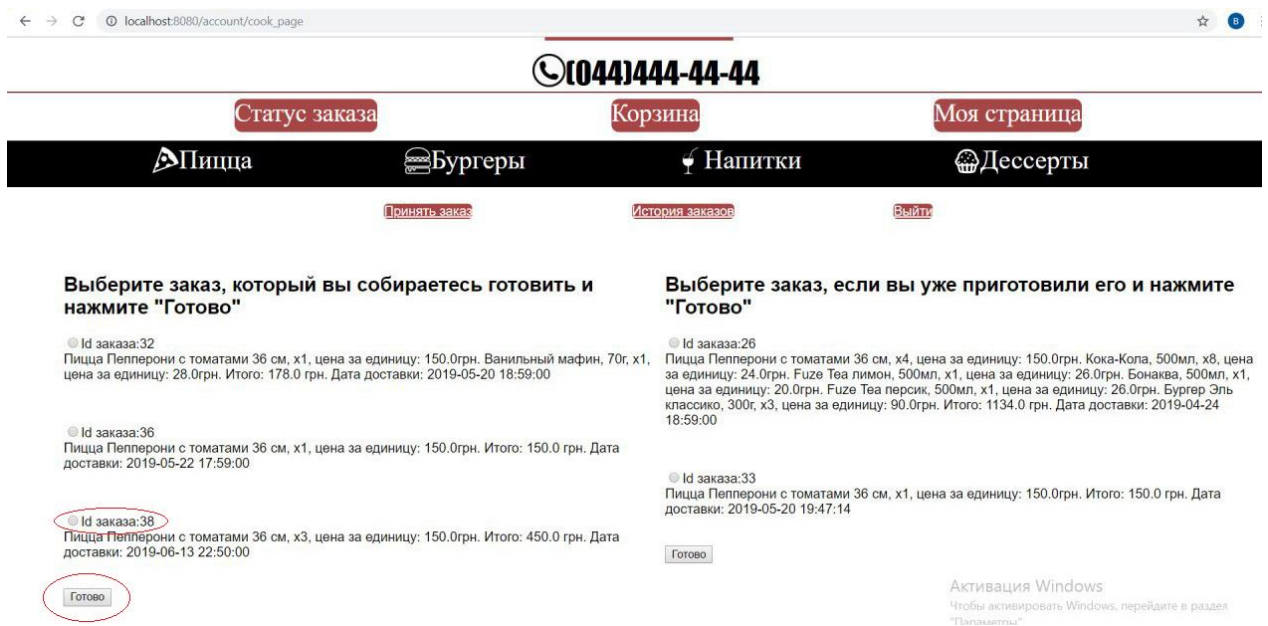 localhost:8080/account/cook_page
B
(044)444-44-44
Статус заказа
Корзина
Моя страница
Пицца
Бургеры
Напитки
Дессерты
Принять заказ
История заказов
Выйти
Выберите заказ, который вы собираетесь готовить и
нажмите "Готово"
Id заказа:32
Пицца Пепперони с томатами 36 см, x1, цена за единицу: 150.0грн. Ванильный мафин, 70г, x1,
цена за единицу: 28.0грн. Итого: 178.0 грн. Дата доставки: 2019-05-20 18:59:00
Id заказа:36
Пицца Пепперони с томатами 36 см, x1, цена за единицу: 150.0грн. Итого: 150.0 грн. Дата
доставки: 2019-05-22 17:59:00
Id заказа:38
Пицца Пепперони с томатами 36 см, x3, цена за единицу: 150.0грн. Итого: 450.0 грн. Дата
доставки: 2019-06-13 22:50:00
Готово
Выберите заказ, если вы уже приготовили его и нажмите
"Готово"
Id заказа:26
Пицца Пепперони с томатами 36 см, x4, цена за единицу: 150.0грн. Кока-Кола, 500мл, x8, цена
за единицу: 24.0грн. Fuze Tea лимон, 500мл, x1, цена за единицу: 26.0грн. Бонаква, 500мл, x1,
цена за единицу: 20.0грн. Fuze Tea персик, 500мл, x1, цена за единицу: 26.0грн. Бургер Эль
классико, 300г, x3, цена за единицу: 90.0грн. Итого: 1134.0 грн. Дата доставки: 2019-04-24
18:59:00
Id заказа:33
Пицца Пепперони с томатами 36 см, x1, цена за единицу: 150.0грн. Итого: 150.0 грн. Дата
доставки: 2019-05-20 19:47:14
Готово
Активация Windows
Чтобы активировать Windows, перейдите в раздел
"Параметры"